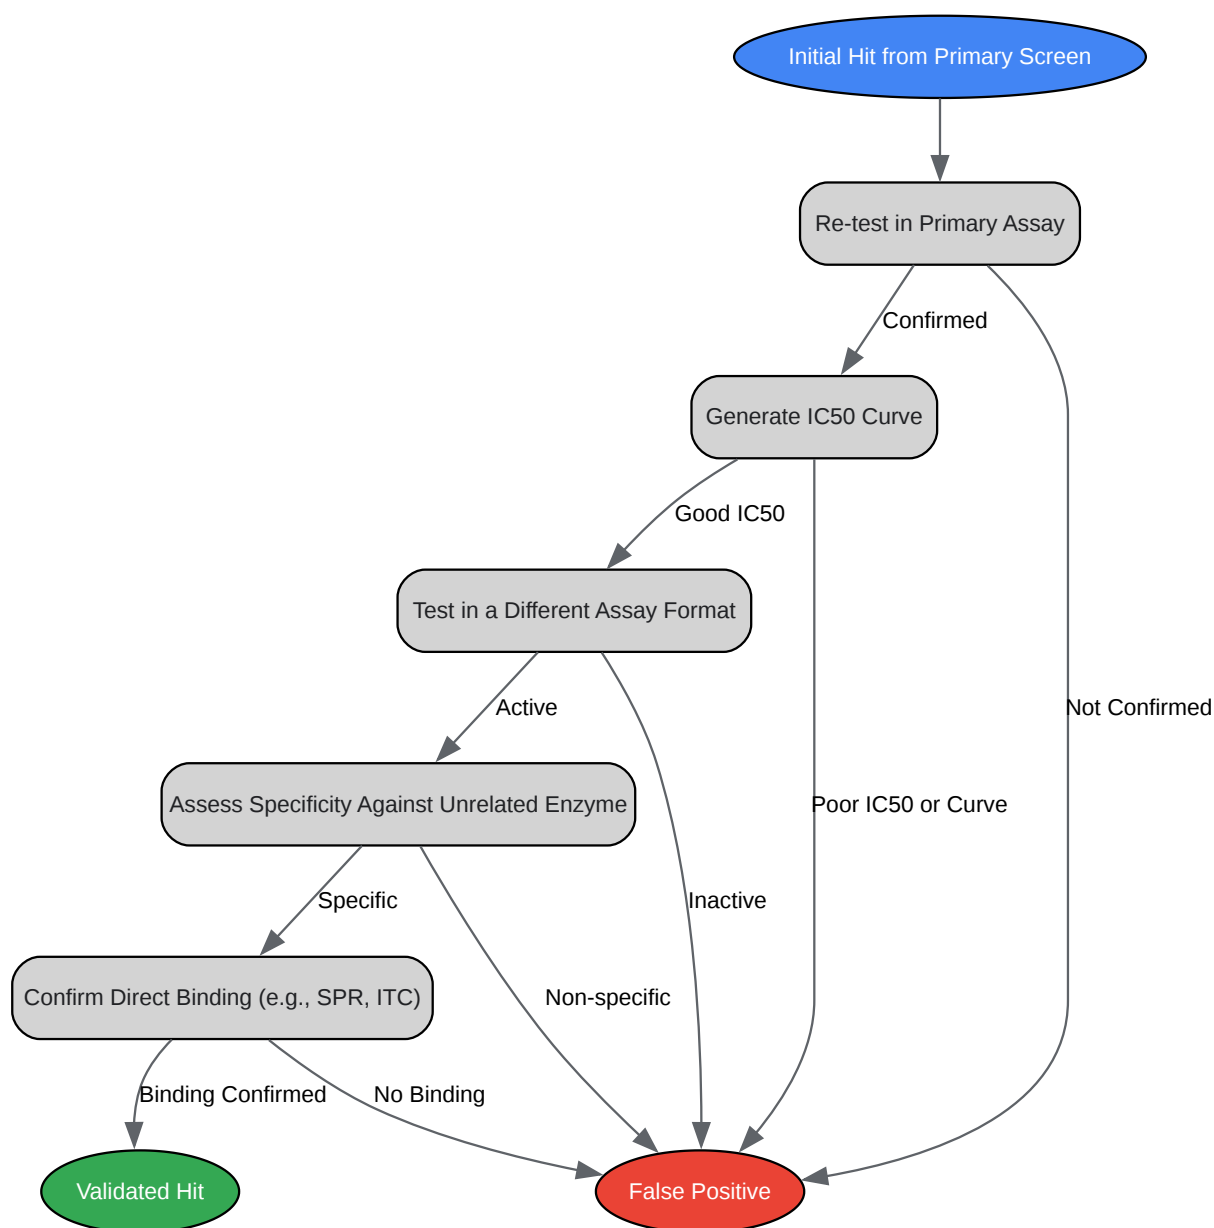 Initial Hit from Primary Screen
Re-test in Primary Assay
Confirmed
Generate IC50 Curve
Good IC50
Test in a Different Assay Format
Active
Not Confirmed
Assess Specificity Against Unrelated Enzyme
Poor IC50 or Curve
Specific
Inactive
Confirm Direct Binding (e.g., SPR, ITC)
Non-specific
Binding Confirmed
No Binding
Validated Hit
False Positive